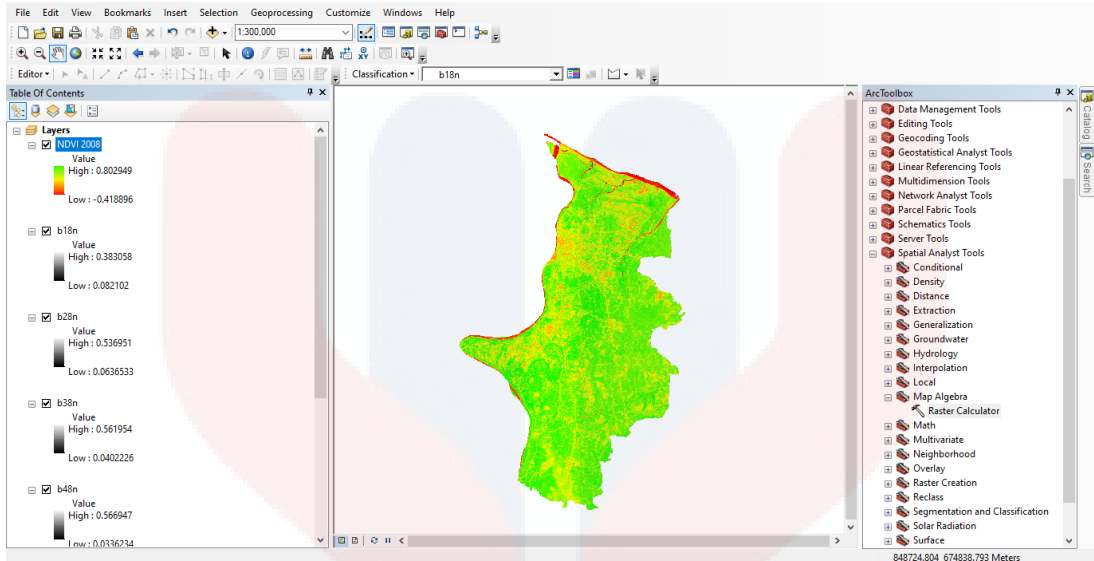 File Edit View Bookmarks Insert Selection Geoprocessing Customize Windows Help
1:300,000
Editor
Classification b18n
Table Of Contents
Layers
NDVI 2008
Value
High : 0.802949
Low : -0.418896
b18n
Value
High : 0.383058
Low : 0.082102
b28n
Value
High : 0.536951
Low : 0.0636533
b38n
Value
High : 0.561954
Low : 0.0402226
b48n
Value
High : 0.566947
Low : 0.0336234
ArcToolbox
Data Management Tools
Editing Tools
Geocoding Tools
Geostatistical Analyst Tools
Linear Referencing Tools
Multidimension Tools
Network Analyst Tools
Parcel Fabric Tools
Schematics Tools
Server Tools
Spatial Analyst Tools
Conditional
Density
Distance
Extraction
Generalization
Groundwater
Hydrology
Interpolation
Local
Map Algebra
Raster Calculator
Math
Multivariate
Neighborhood
Overlay
Raster Creation
Reclass
Segmentation and Classification
Solar Radiation
Surface
Catalog
Search
848724.804 674838.793 Meters